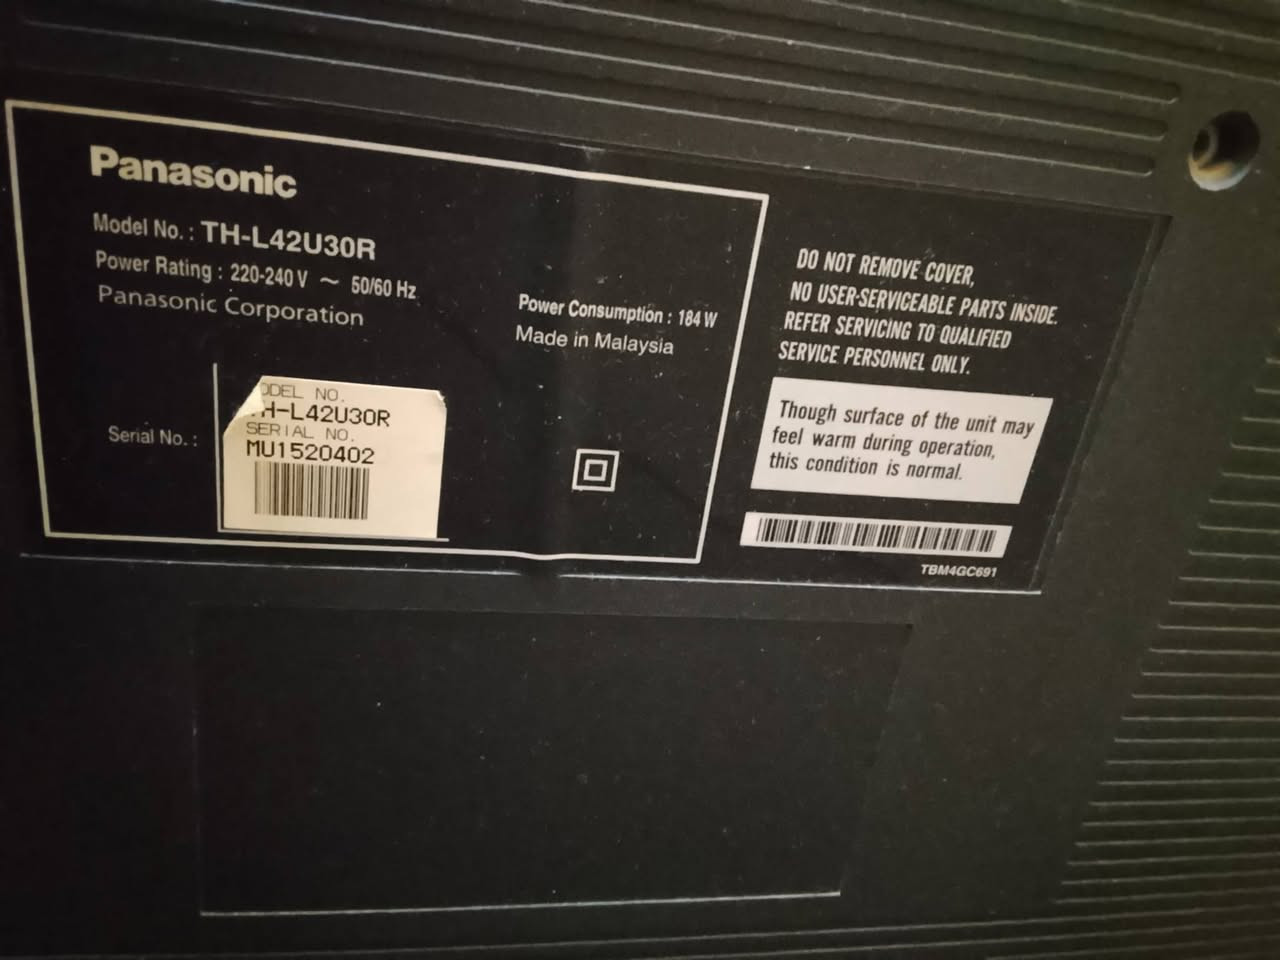 Panasonic
Model No. : TH-L42U30R
Power Rating : 220-240 V ~ 50/60 Hz
Panasonic Corporation
Power Consumption : 184 W
Made in Malaysia
Serial No. :
ODEL NO.
TH-L42U30R
SERIAL NO.
MU1520402
DO NOT REMOVE COVER,
NO USER-SERVICEABLE PARTS INSIDE.
REFER SERVICING TO QUALIFIED
SERVICE PERSONNEL ONLY.
Though surface of the unit may
feel warm during operation,
this condition is normal.
TBM4GC691